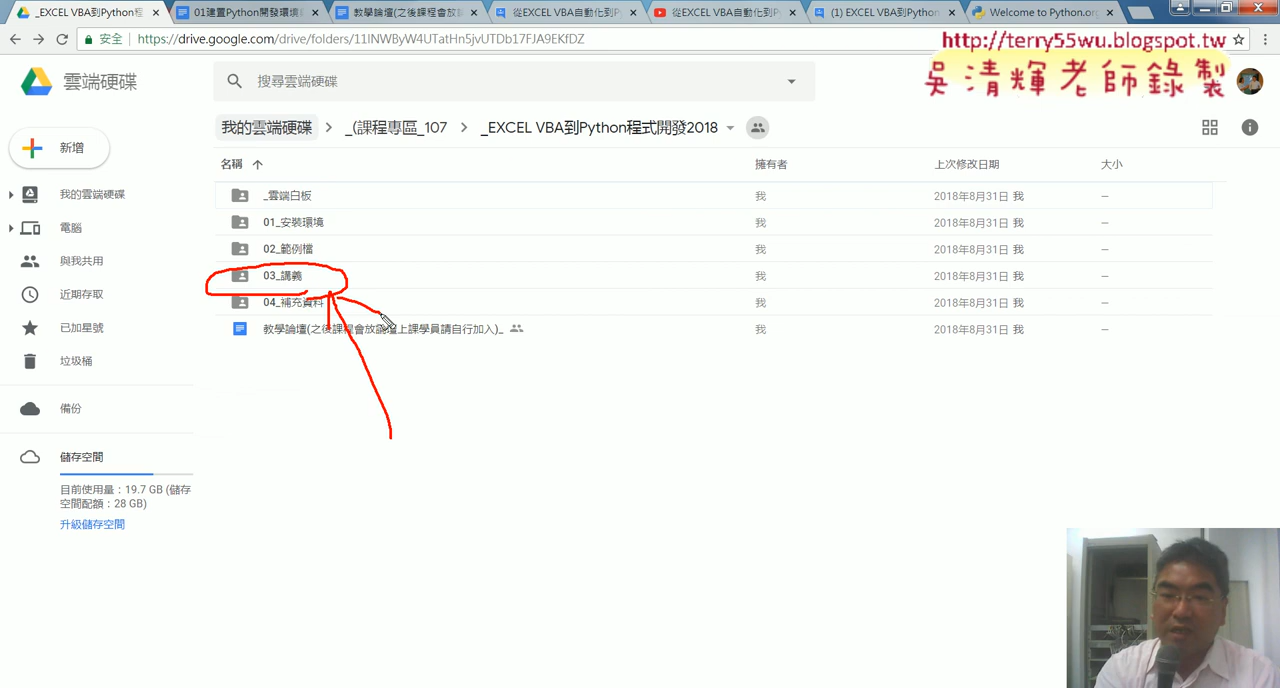 _EXCEL VBA到Python程
01建置Python開發環境
教學論壇(之後課程會放
從EXCEL VBA自動化到P
從EXCEL VBA自動化到P
(1) EXCEL VBA到Python
Welcome to Python.org
安全 https://drive.google.com/drive/folders/11lNWByW4UTatHn5jvUTDb17FJA9EKfDZ
http://terry55wu.blogspot.tw
吳清輝老師錄製
雲端硬碟
搜尋雲端硬碟
新增
我的雲端硬碟 > _(課程專區_107 > _EXCEL VBA到Python程式開發2018
名稱 擁有者 上次修改日期 大小
_雲端白板 我 2018年8月31日 我 –
01_安裝環境 我 2018年8月31日 我 –
02_範例檔 我 2018年8月31日 我 –
03_講義 我 2018年8月31日 我 –
04_補充資料 我 2018年8月31日 我 –
教學論壇(之後課程會放論壇上課學員請自行加入)_ 我 2018年8月31日 我 –
我的雲端硬碟
電腦
與我共用
近期存取
已加星號
垃圾桶
備份
儲存空間
目前使用量：19.7 GB (儲存
空間配額：28 GB)
升級儲存空間